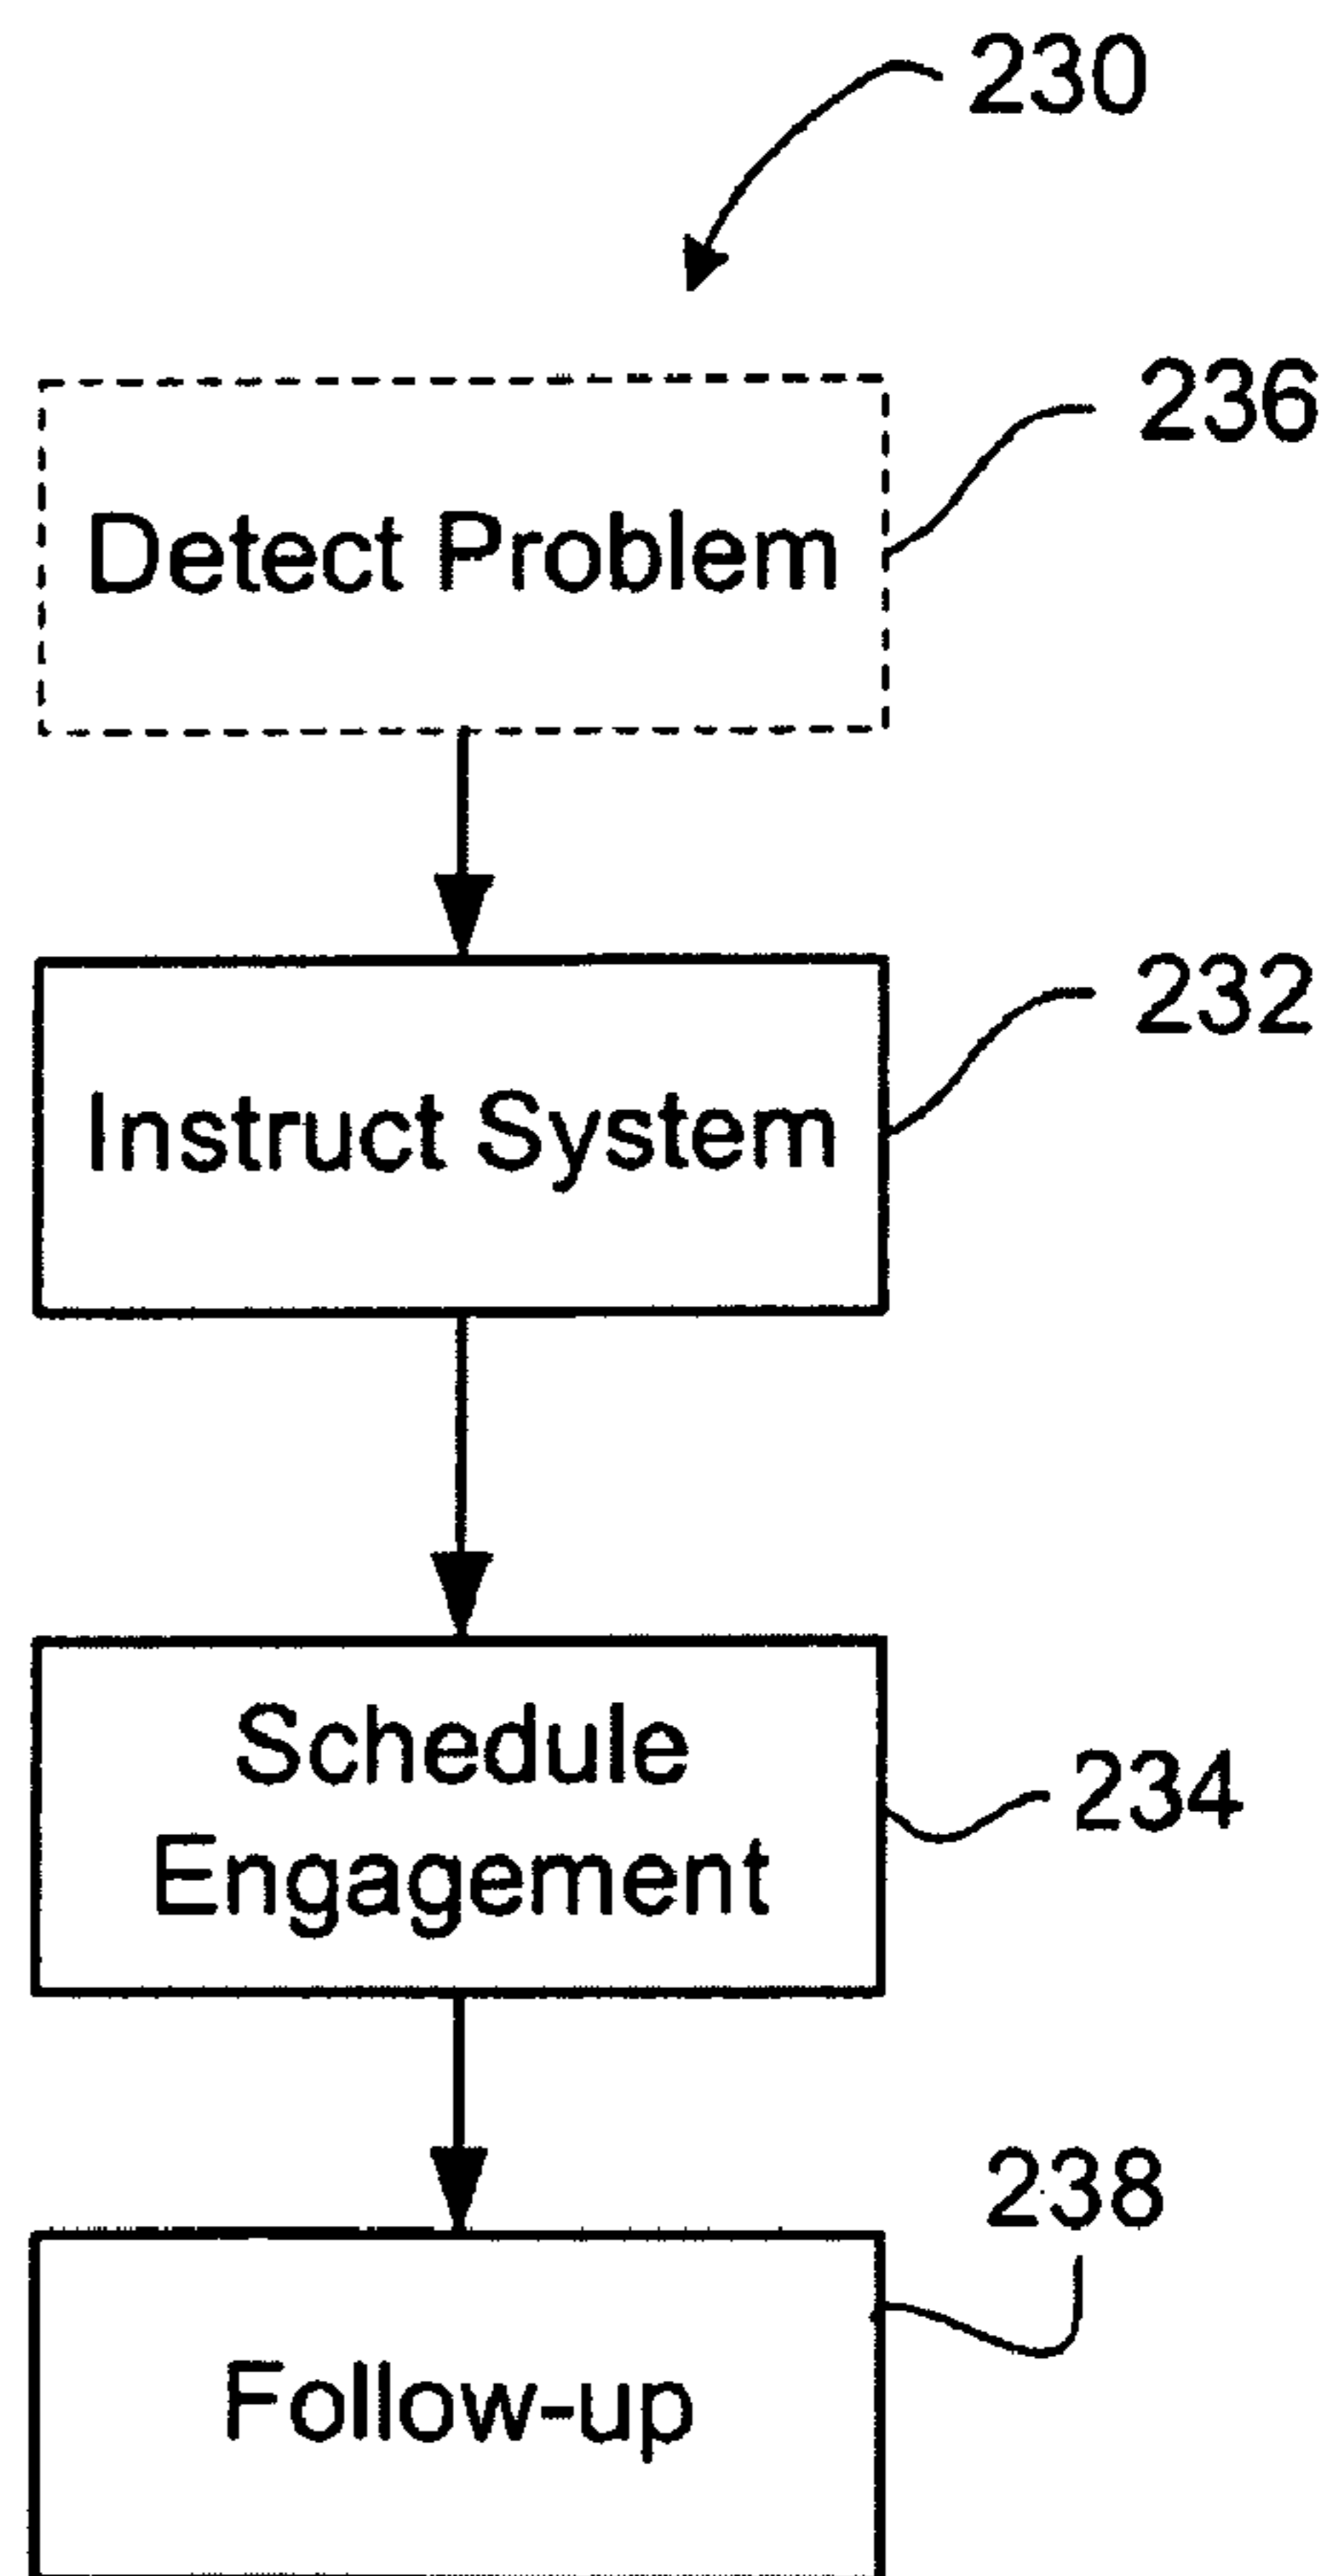 230
236
Detect Problem
232
Instruct System
Schedule
234
Engagement
238
Follow-up